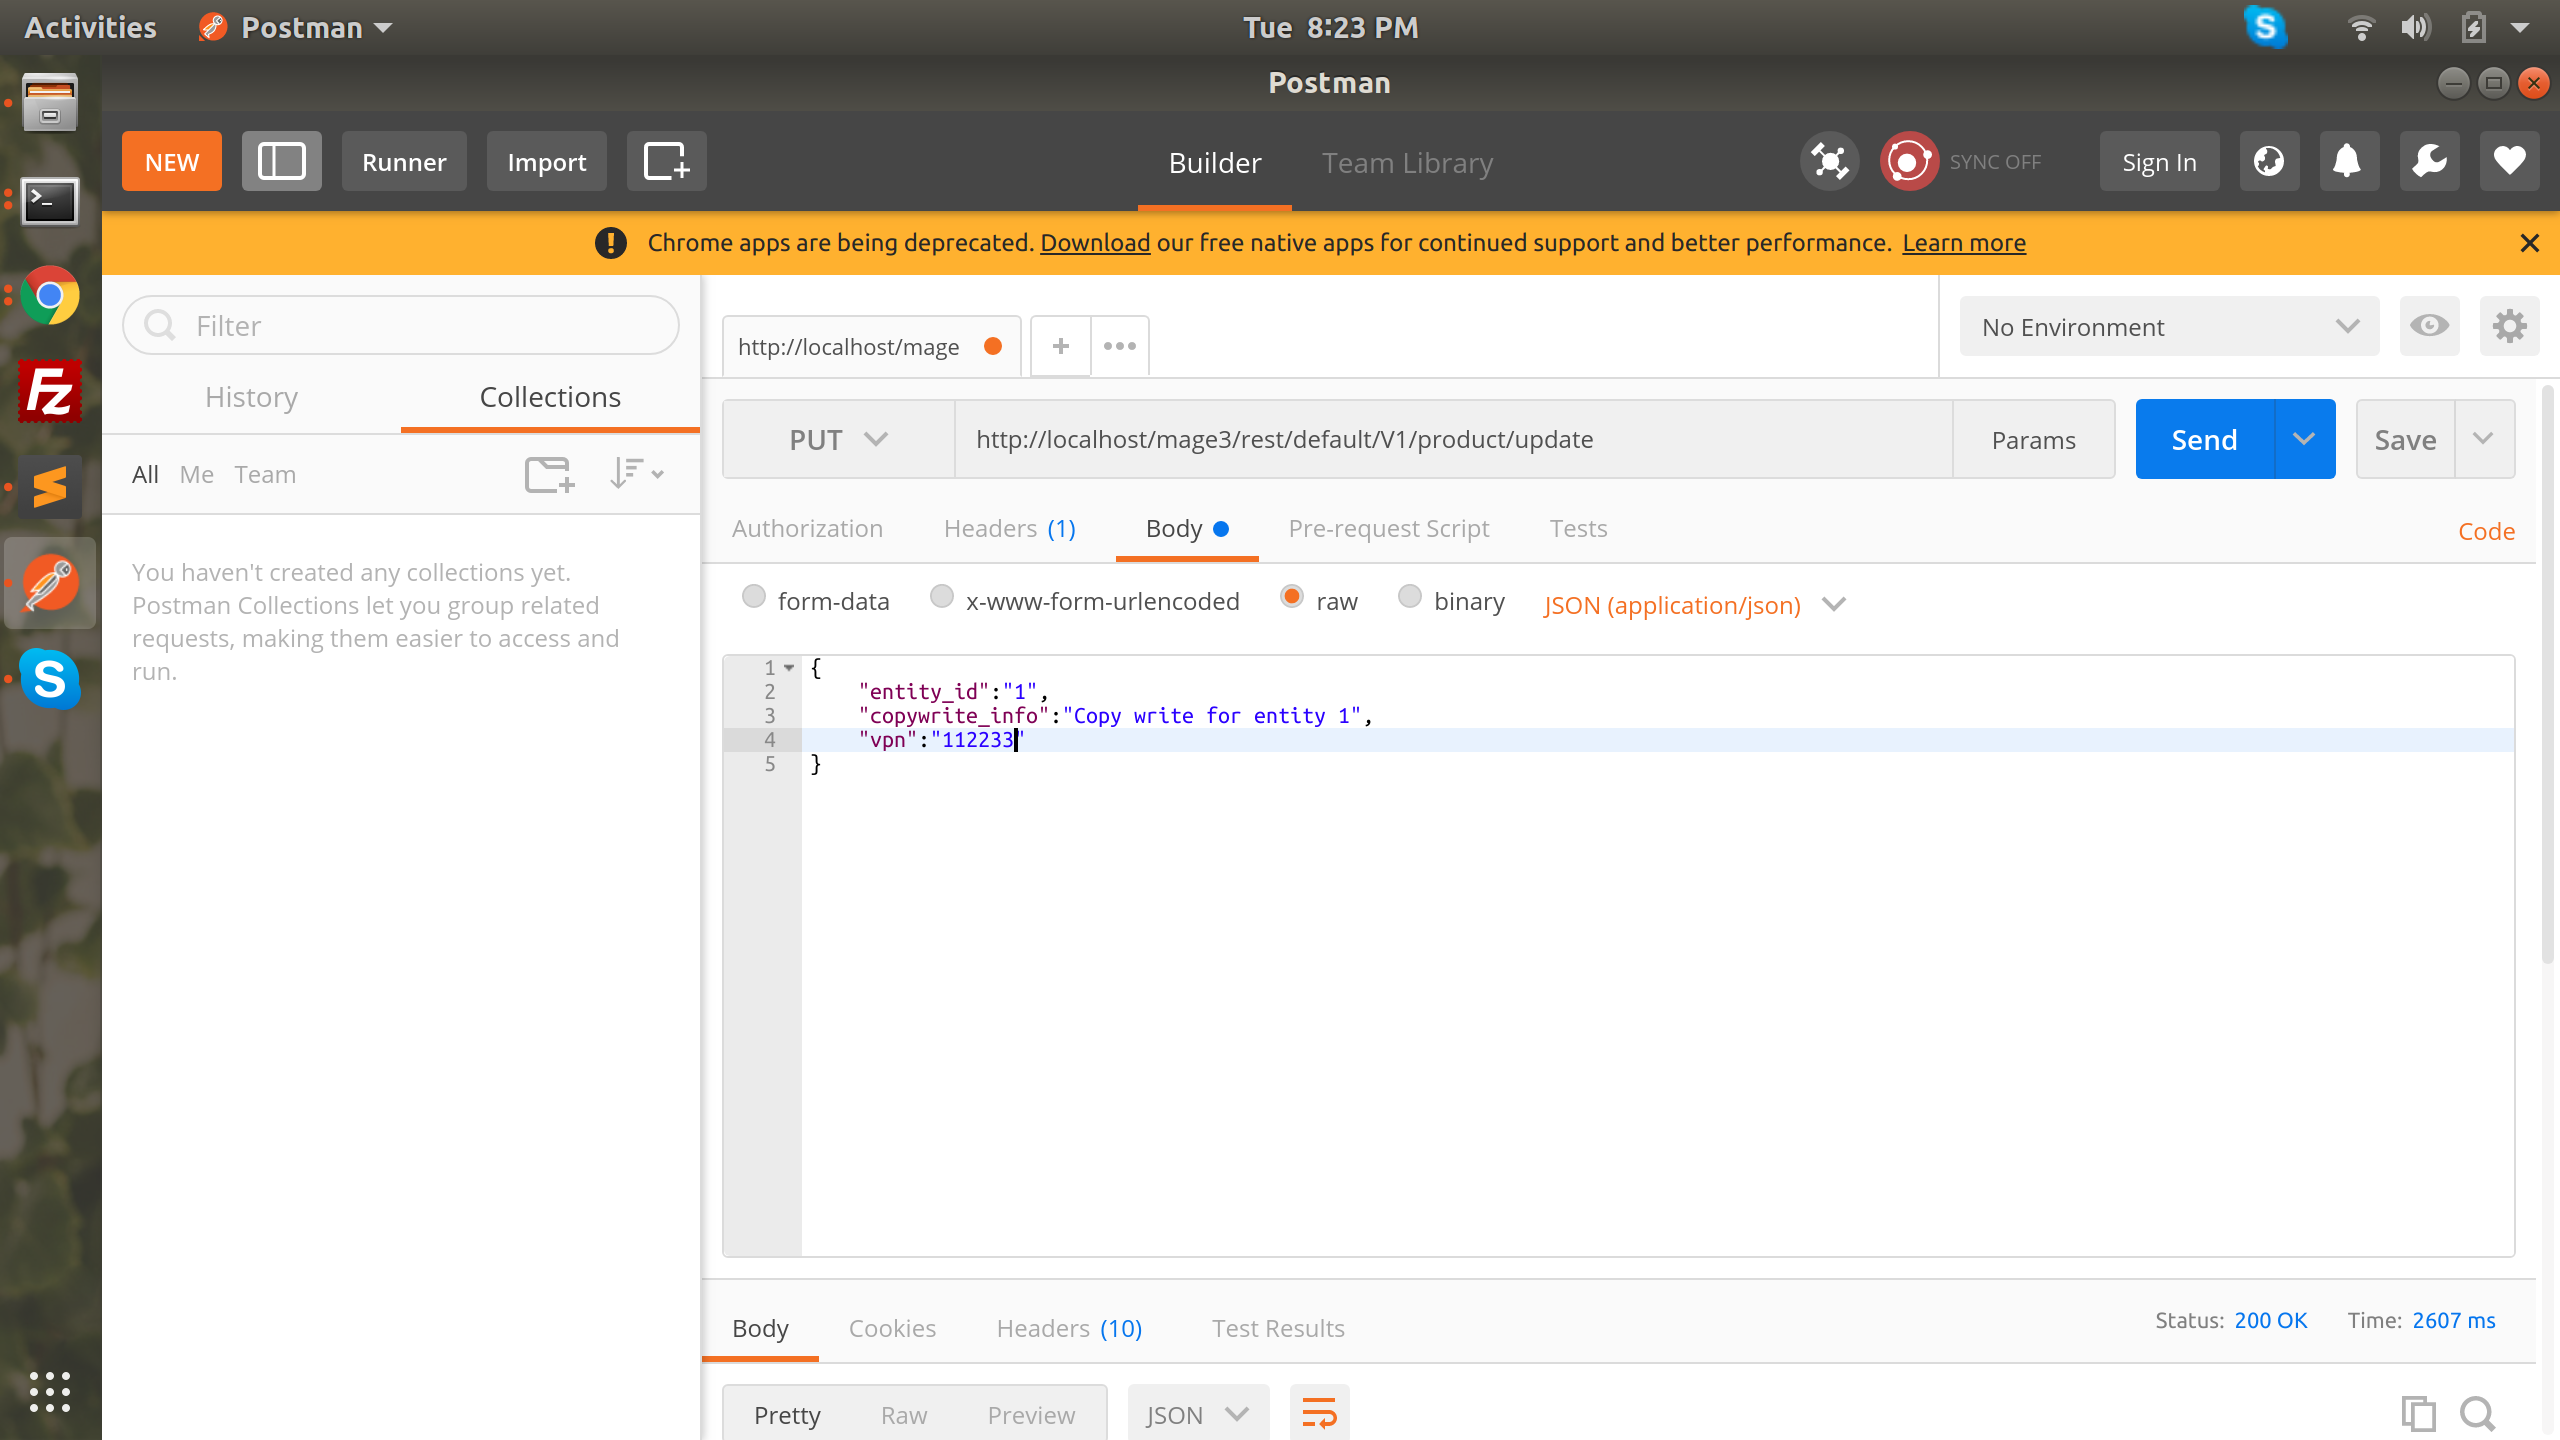 Activities Postman Tue 8:23 PM
Postman
NEW Runner Import Builder Team Library SYNC OFF Sign In
Chrome apps are being deprecated. Download our free native apps for continued support and better performance. Learn more
Filter
History Collections
All Me Team
You haven't created any collections yet.
Postman Collections let you group related
requests, making them easier to access and
run.
http://localhost/mage
No Environment
PUT http://localhost/mage3/rest/default/V1/product/update Params Send Save
Authorization Headers (1) Body Pre-request Script Tests Code
form-data x-www-form-urlencoded raw binary JSON (application/json)
1 {
2 "entity_id":"1",
3 "copywrite_info":"Copy write for entity 1",
4 "vpn":"112233"
5 }
Body Cookies Headers (10) Test Results Status: 200 OK Time: 2607 ms
Pretty Raw Preview JSON